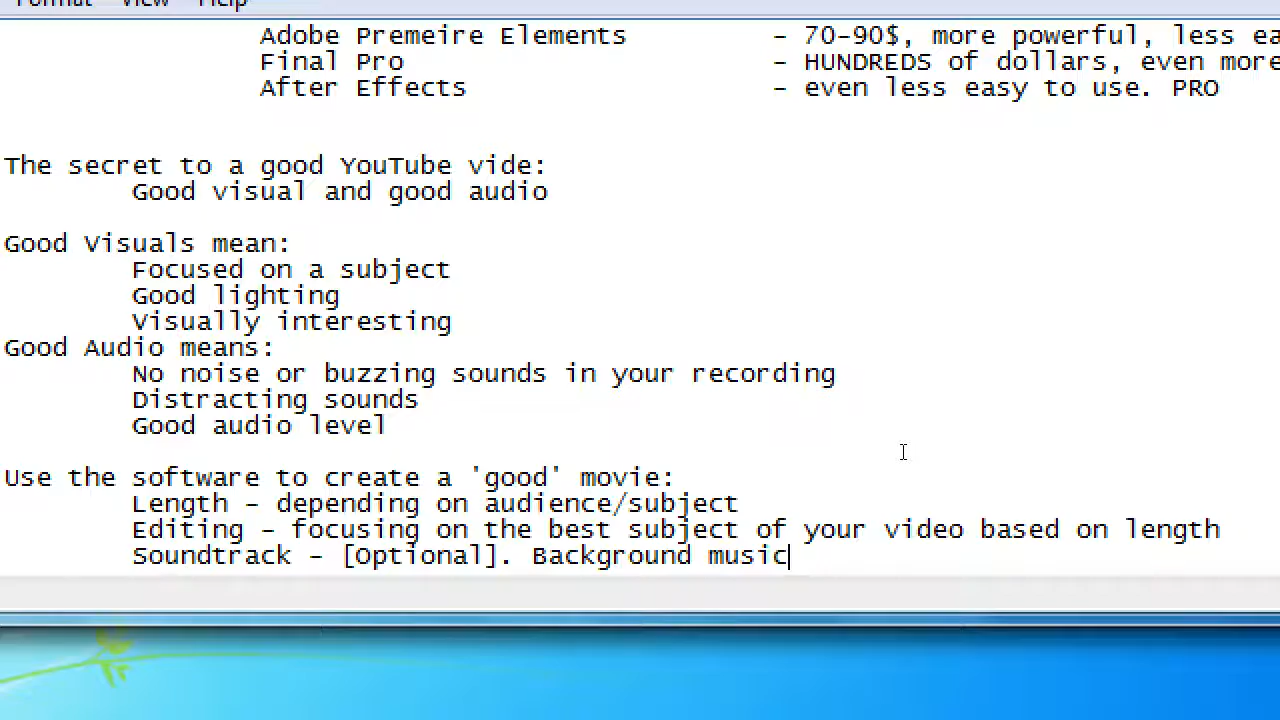 Format View Help
Adobe Premeire Elements - 70-90$, more powerful, less
Final Pro - HUNDREDS of dollars, even more
After Effects - even less easy to use. PRO
The secret to a good YouTube vide:
Good visual and good audio
Good Visuals mean:
Focused on a subject
Good lighting
Visually interesting
Good Audio means:
No noise or buzzing sounds in your recording
Distracting sounds
Good audio level
Use the software to create a 'good' movie:
Length - depending on audience/subject
Editing - focusing on the best subject of your video based on length
Soundtrack - [Optional]. Background music